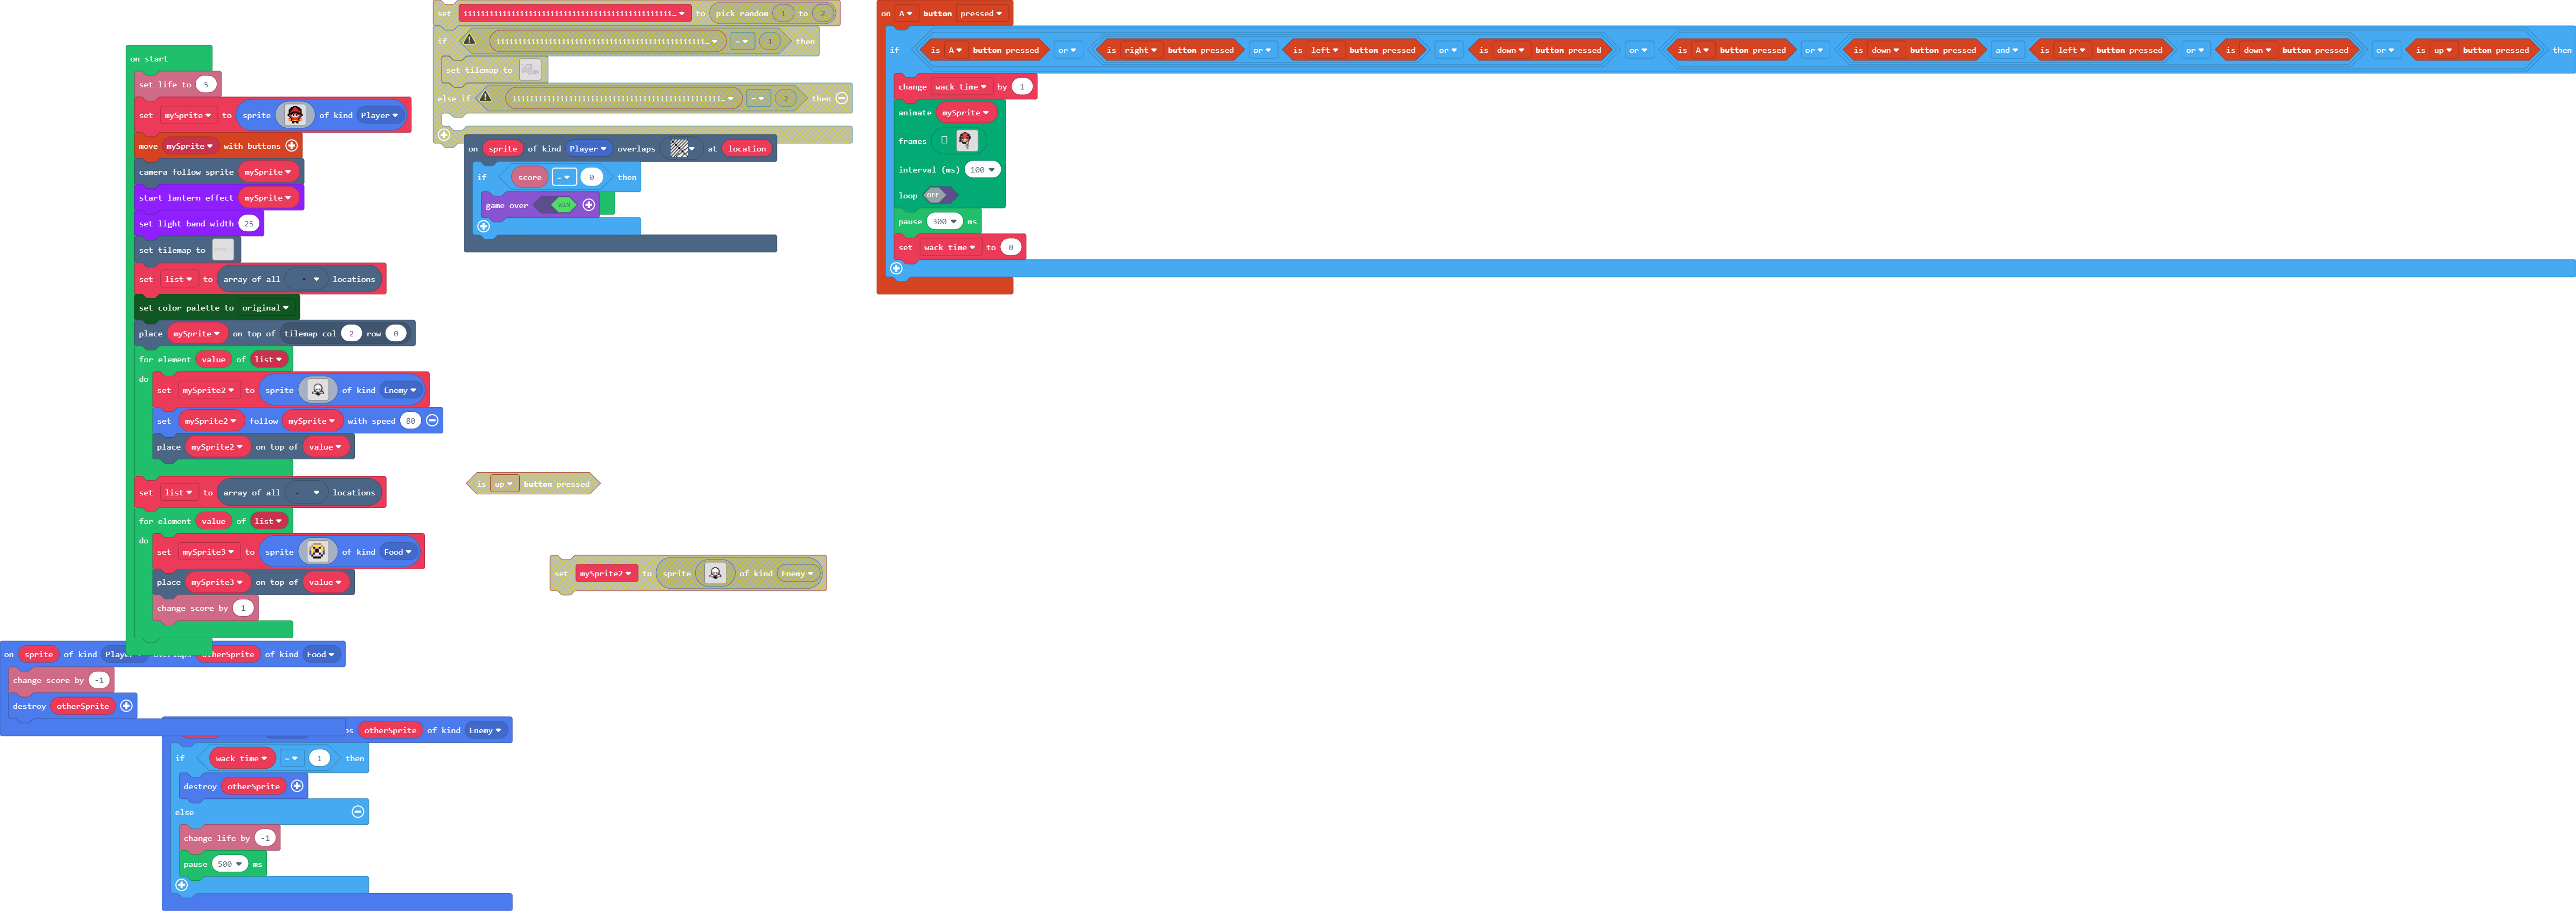 on start
set life to 5
set mySprite to sprite of kind Player
move mySprite with buttons
camera follow sprite mySprite
start lantern effect mySprite
set light band width 25
set tilemap to
set list to array of all locations
set color palette to original
place mySprite on top of tilemap col 2 row 0
for element value of list
do
set mySprite2 to sprite of kind Enemy
set mySprite2 follow mySprite with speed 80
place mySprite2 on top of value
set list to array of all locations
for element value of list
do
set mySprite3 to sprite of kind Food
place mySprite3 on top of value
change score by 1
on sprite of kind Player overlaps otherSprite of kind Food
change score by -1
destroy otherSprite
otherSprite of kind Enemy
if wack time = 1 then
destroy otherSprite
else
change life by -1
pause 500 ms
set to pick random 1 to 2
if = 1 then
set tilemap to
else if = 2 then
on sprite of kind Player overlaps at location
if score = 0 then
game over WIN
is up button pressed
set mySprite2 to sprite of kind Enemy
on A button pressed
if is A button pressed or is right button pressed or is left button pressed or is down button pressed or is A button pressed or is down button pressed and is left button pressed or is down button pressed or is up button pressed then
change wack time by 1
animate mySprite
frames
interval (ms) 100
loop OFF
pause 300 ms
set wack time to 0